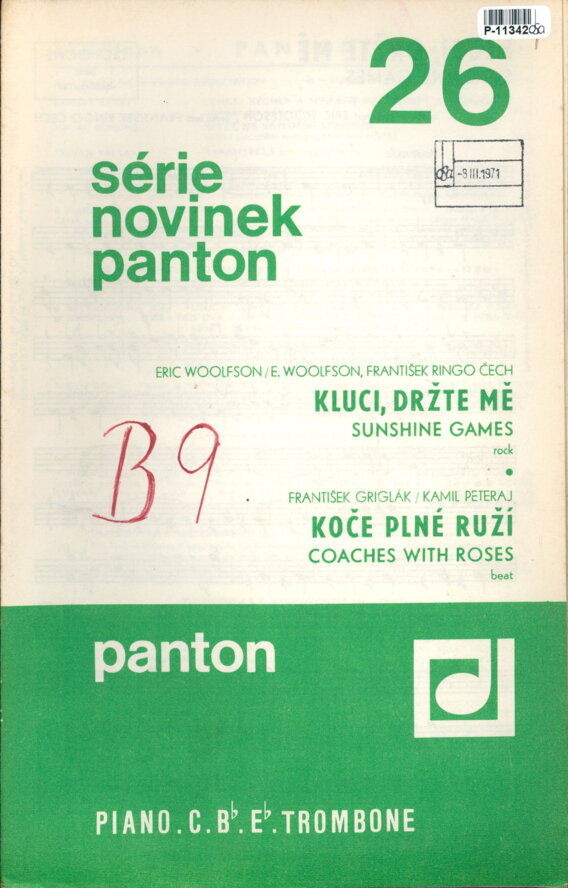 P-11342
26
-8.III.1971
série
novinek
panton
ERIC WOOLFSON / E. WOOLFSON, FRANTIŠEK RINGO ČECH
KLUCI, DRŽTE MĚ
SUNSHINE GAMES
rock
B9
FRANTIŠEK GRIGLÁK / KAMIL PETERAJ
KOČE PLNÉ RUŽÍ
COACHES WITH ROSES
beat
panton
PIANO.C.B♭.E♭.TROMBONE